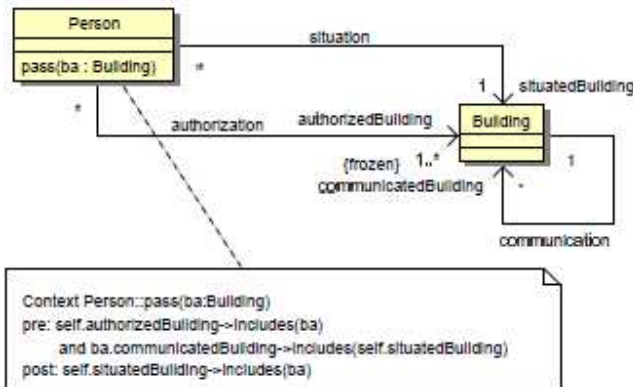 Person
pass(ba : Building)
*
*
situation
1
situatedBuilding
authorization
authorizedBuilding
Building
{frozen}
1..*
communicatedBuilding
*
1
communication
Context Person::pass(ba:Building)
pre: self.authorizedBuilding->includes(ba)
and ba.communicatedBuilding->includes(self.situatedBuilding)
post: self.situatedBuilding->includes(ba)